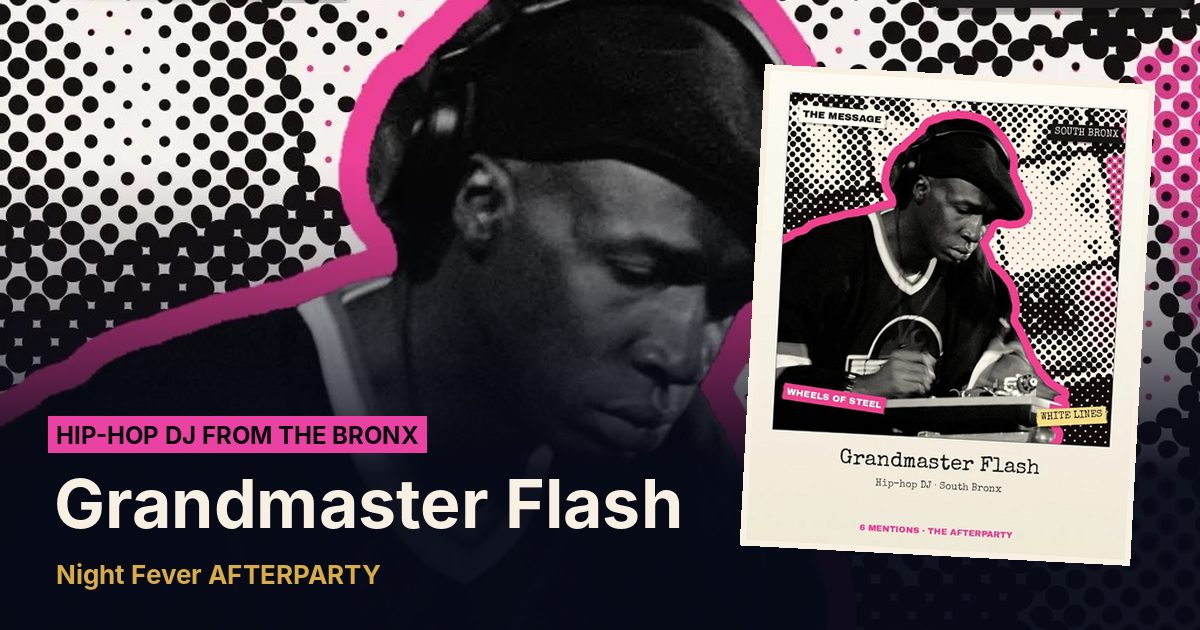 HIP-HOP DJ FROM THE BRONX
Grandmaster Flash
Night Fever AFTERPARTY
THE MESSAGE
SOUTH BRONX
WHEELS OF STEEL
WHITE LINES
Grandmaster Flash
Hip-hop DJ · South Bronx
6 MENTIONS · THE AFTERPARTY